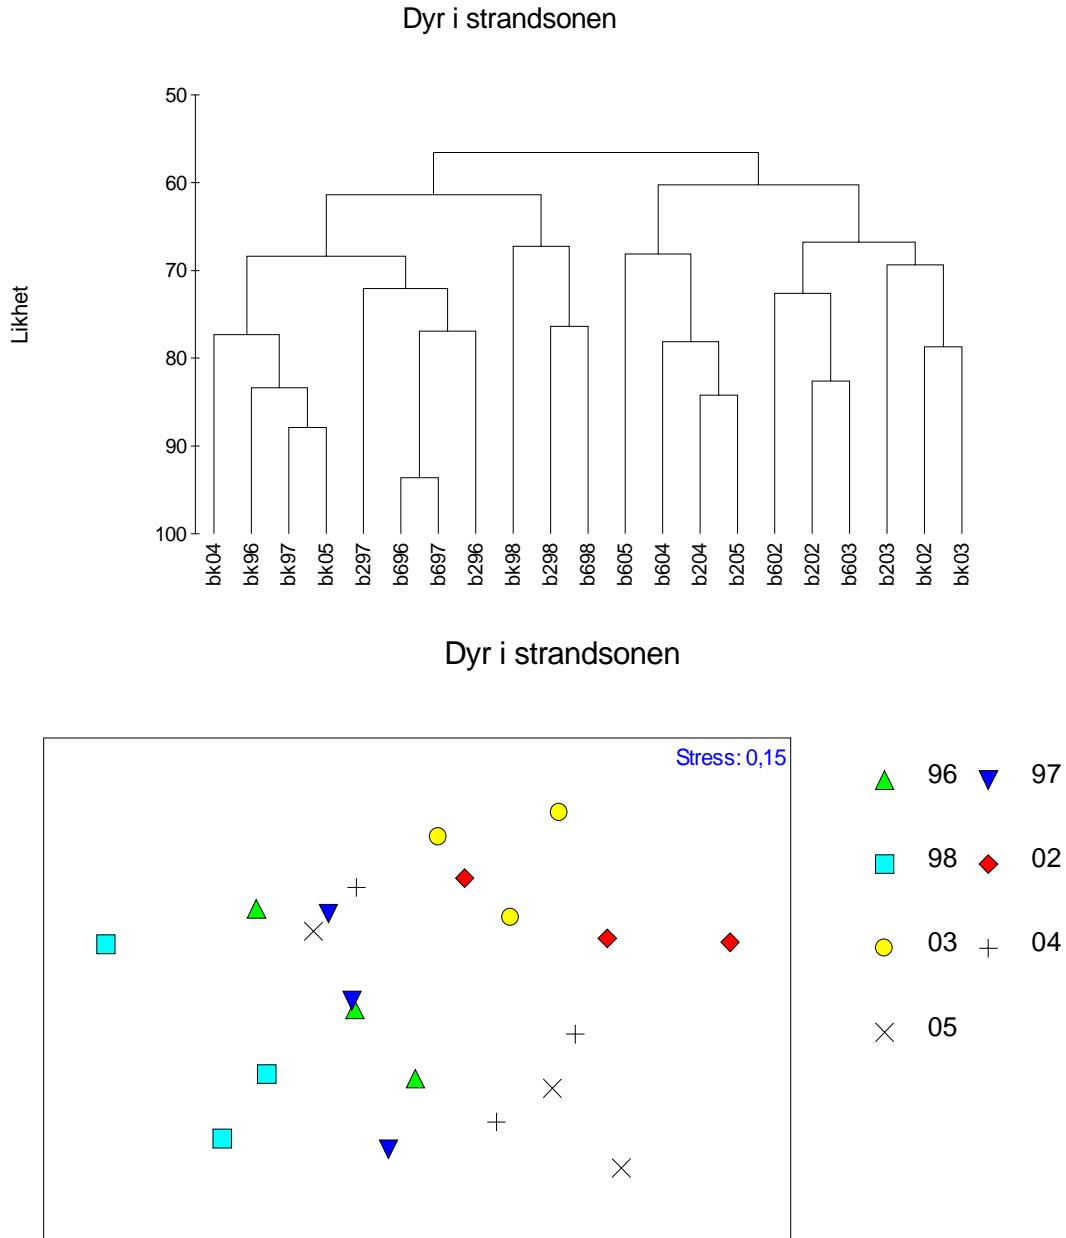 Dyr i strandsonen
50
60
70
80
90
100
Likhet
bk04
bk96
bk97
bk05
b297
b696
b697
b296
bk98
b298
b698
b605
b604
b204
b205
b602
b202
b603
b203
bk02
bk03
Dyr i strandsonen
Stress: 0,15
96 97
98 02
03 04
05